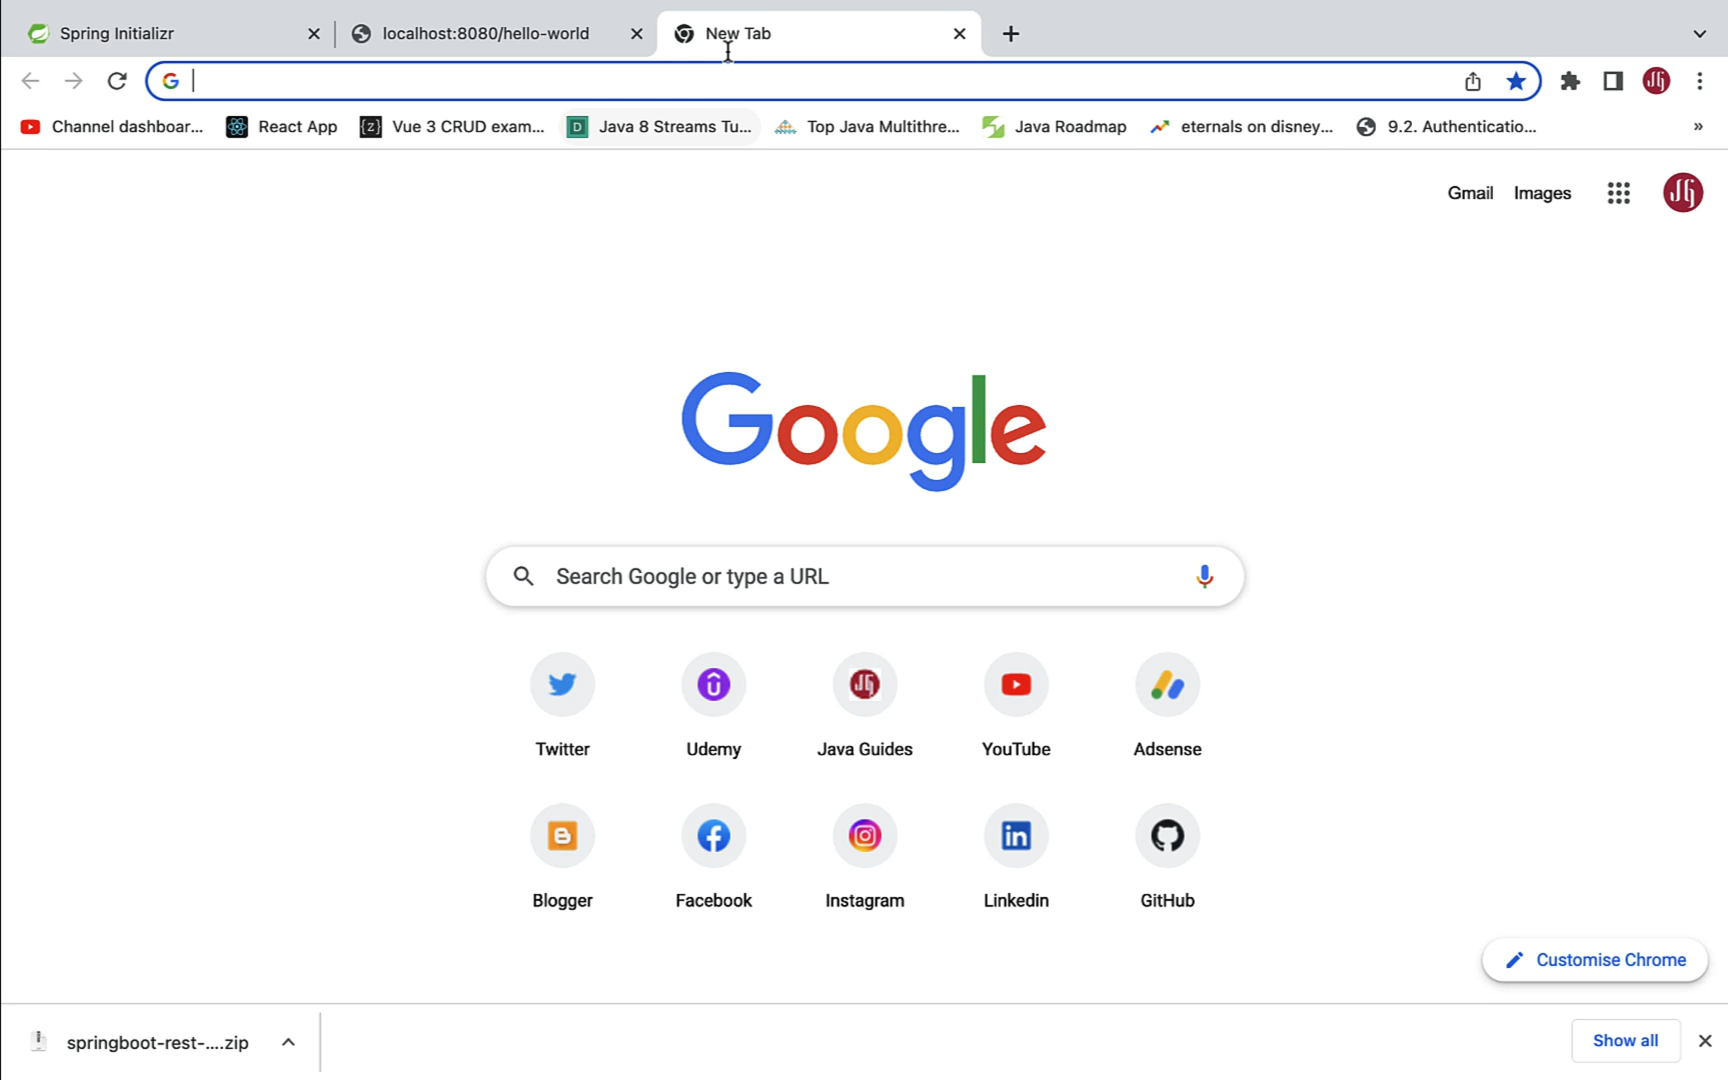 Spring Initializr
localhost:8080/hello-world
New Tab
Channel dashboar...
React App
Vue 3 CRUD exam...
Java 8 Streams Tu...
Top Java Multithre...
Java Roadmap
eternals on disney...
9.2. Authenticatio...
»
Gmail
Images
Google
Search Google or type a URL
Twitter
Udemy
Java Guides
YouTube
Adsense
Blogger
Facebook
Instagram
Linkedin
GitHub
Customise Chrome
springboot-rest-....zip
Show all